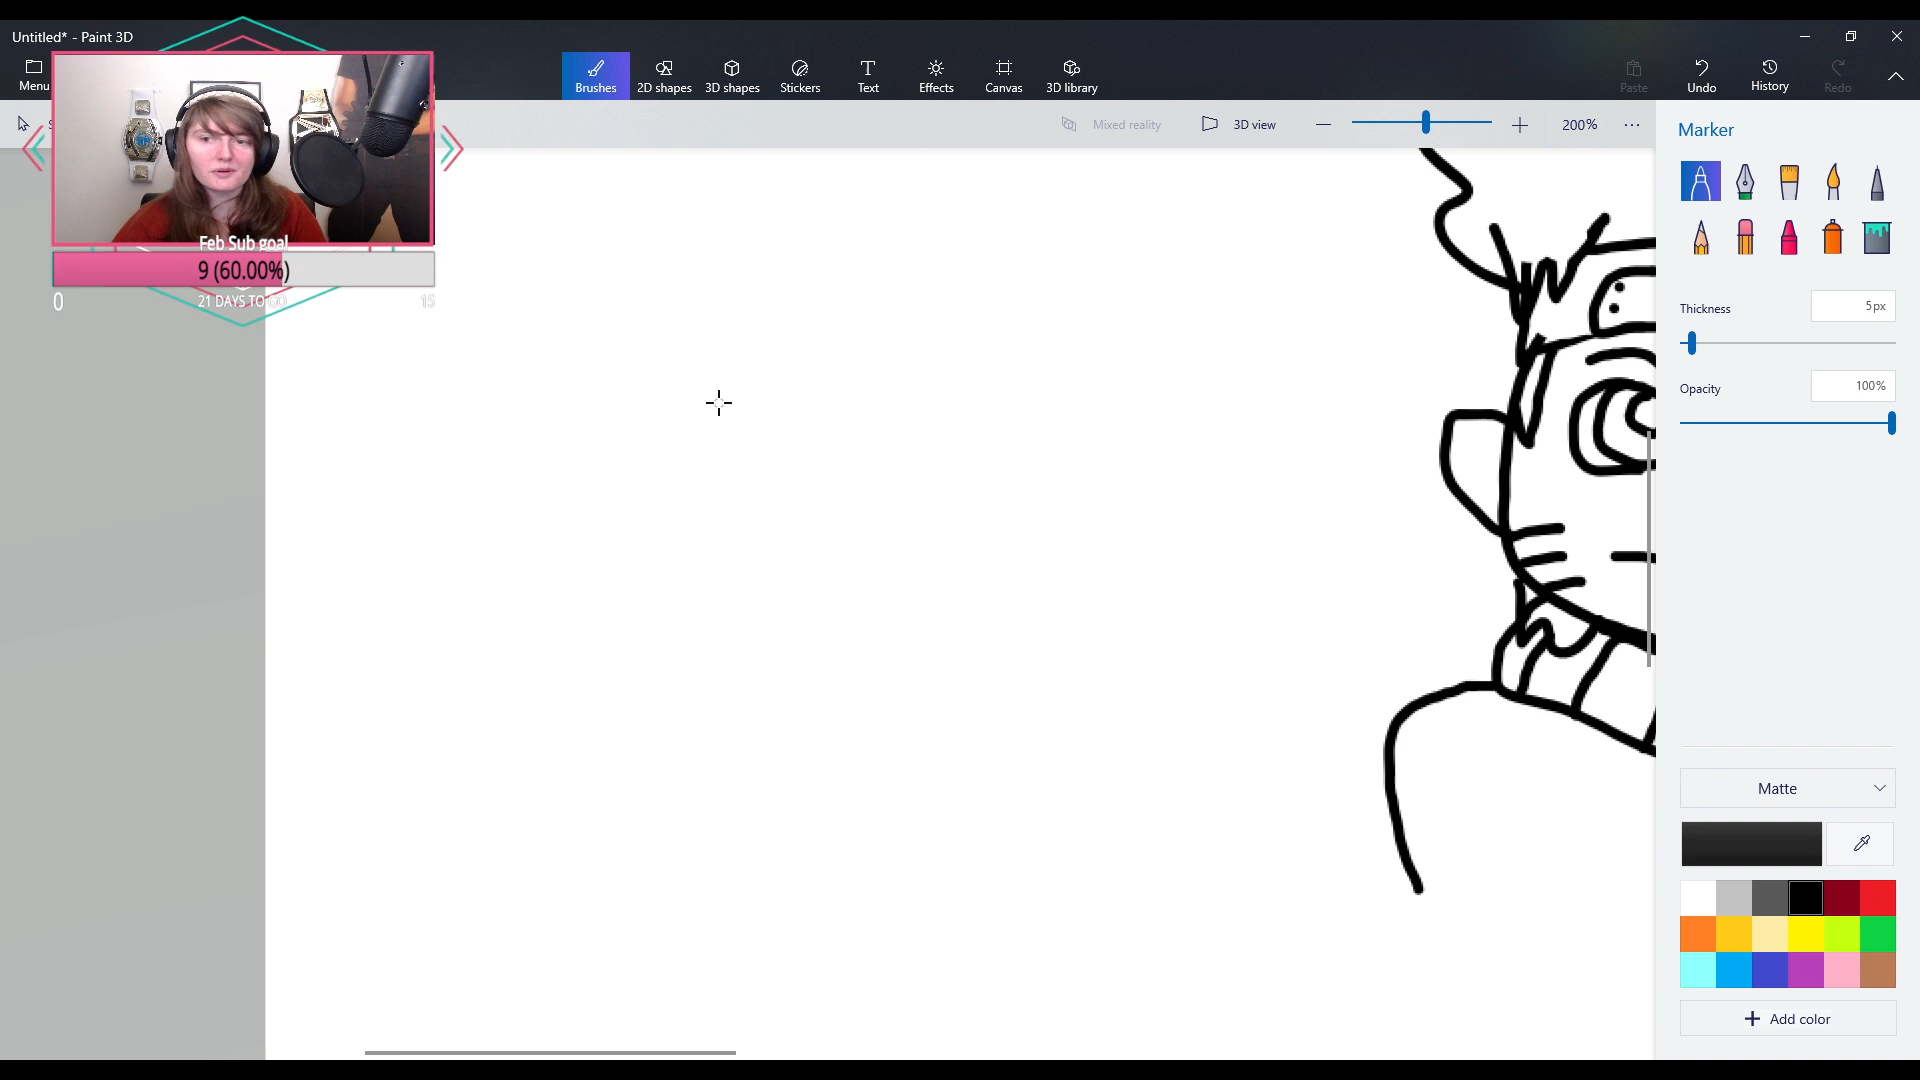 Untitled* - Paint 3D
Menu
Brushes
2D shapes
3D shapes
Stickers
Text
Effects
Canvas
3D library
Paste
Undo
History
Redo
Mixed reality
3D view
200%
Marker
Thickness
5px
Opacity
100%
Matte
Add color
Feb Sub goal
9 (60.00%)
0
21 DAYS TO GO
15